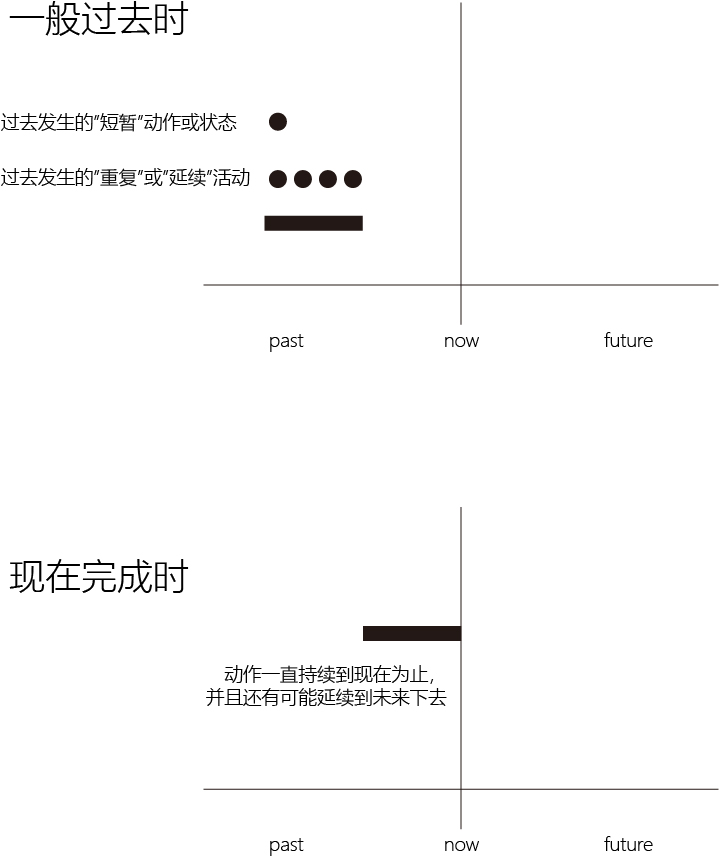 一般过去时
过去发生的"短暂"动作或状态
过去发生的"重复"或"延续"活动
past now future
现在完成时
动作一直持续到现在为止,
并且还有可能延续到未来下去
past now future